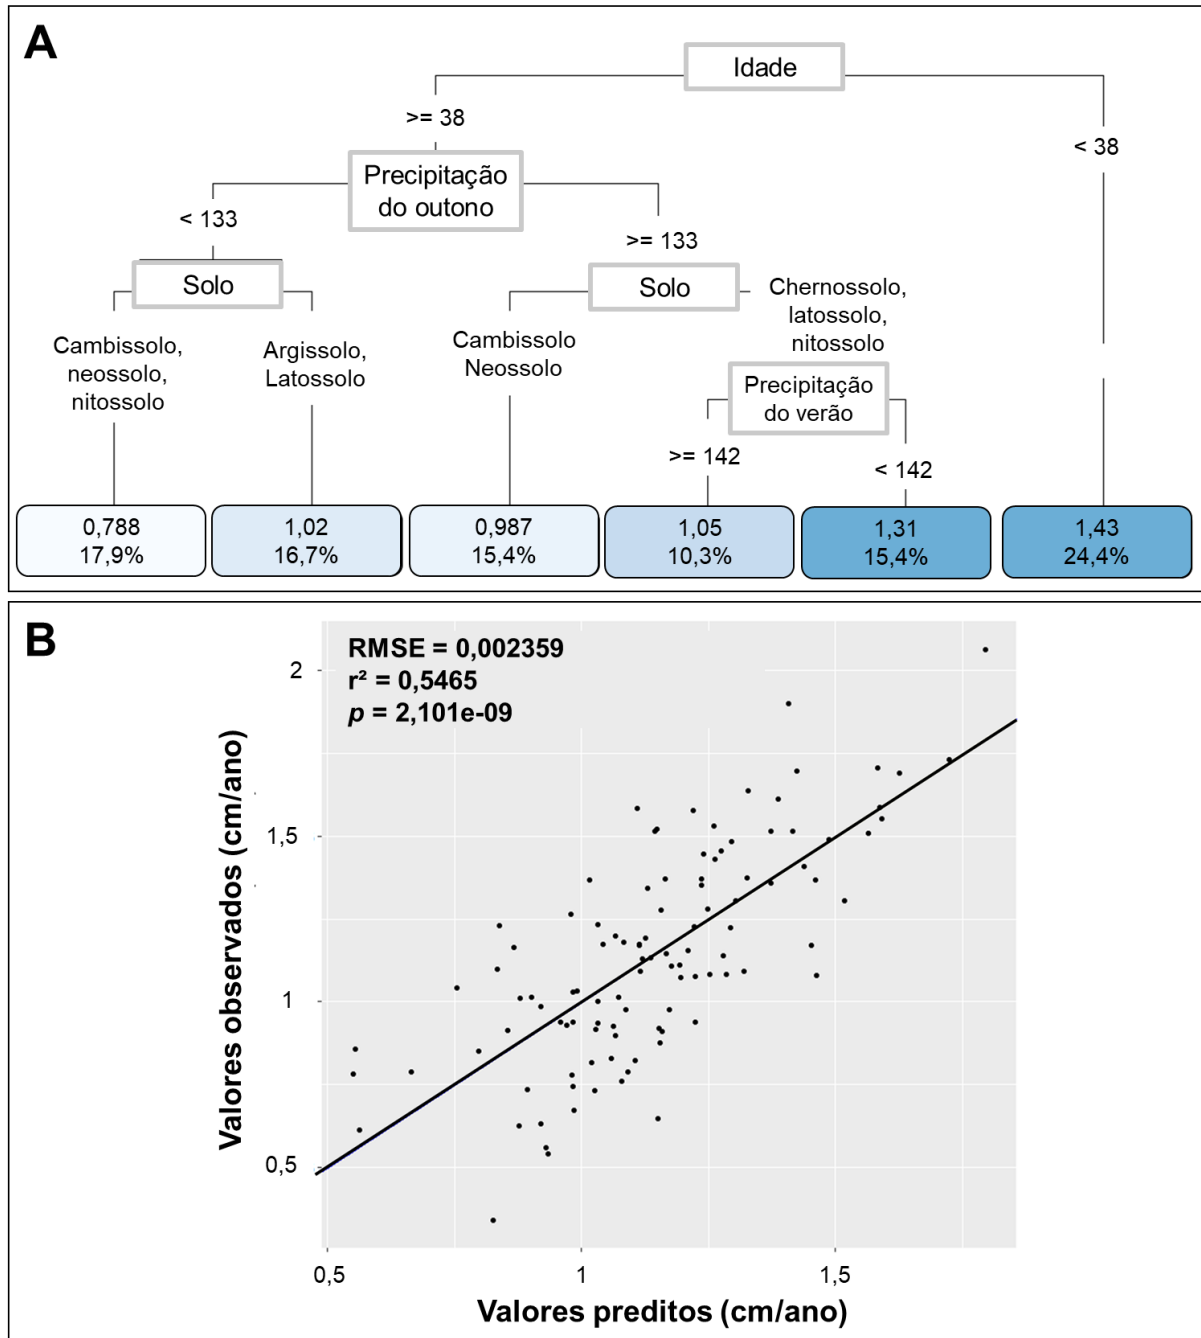 A
Idade
>= 38
< 38
Precipitação
do outono
< 133
>= 133
Solo
Solo
Cambissolo,
neossolo,
nitossolo
Argissolo,
Latossolo
Cambissolo
Neossolo
Chernossolo,
latossolo,
nitossolo
Precipitação
do verão
>= 142
< 142
0,788
17,9%
1,02
16,7%
0,987
15,4%
1,05
10,3%
1,31
15,4%
1,43
24,4%
B
RMSE = 0,002359
r² = 0,5465
p = 2,101e-09
Valores observados (cm/ano)
2
1,5
1
0,5
0,5
1
1,5
Valores preditos (cm/ano)